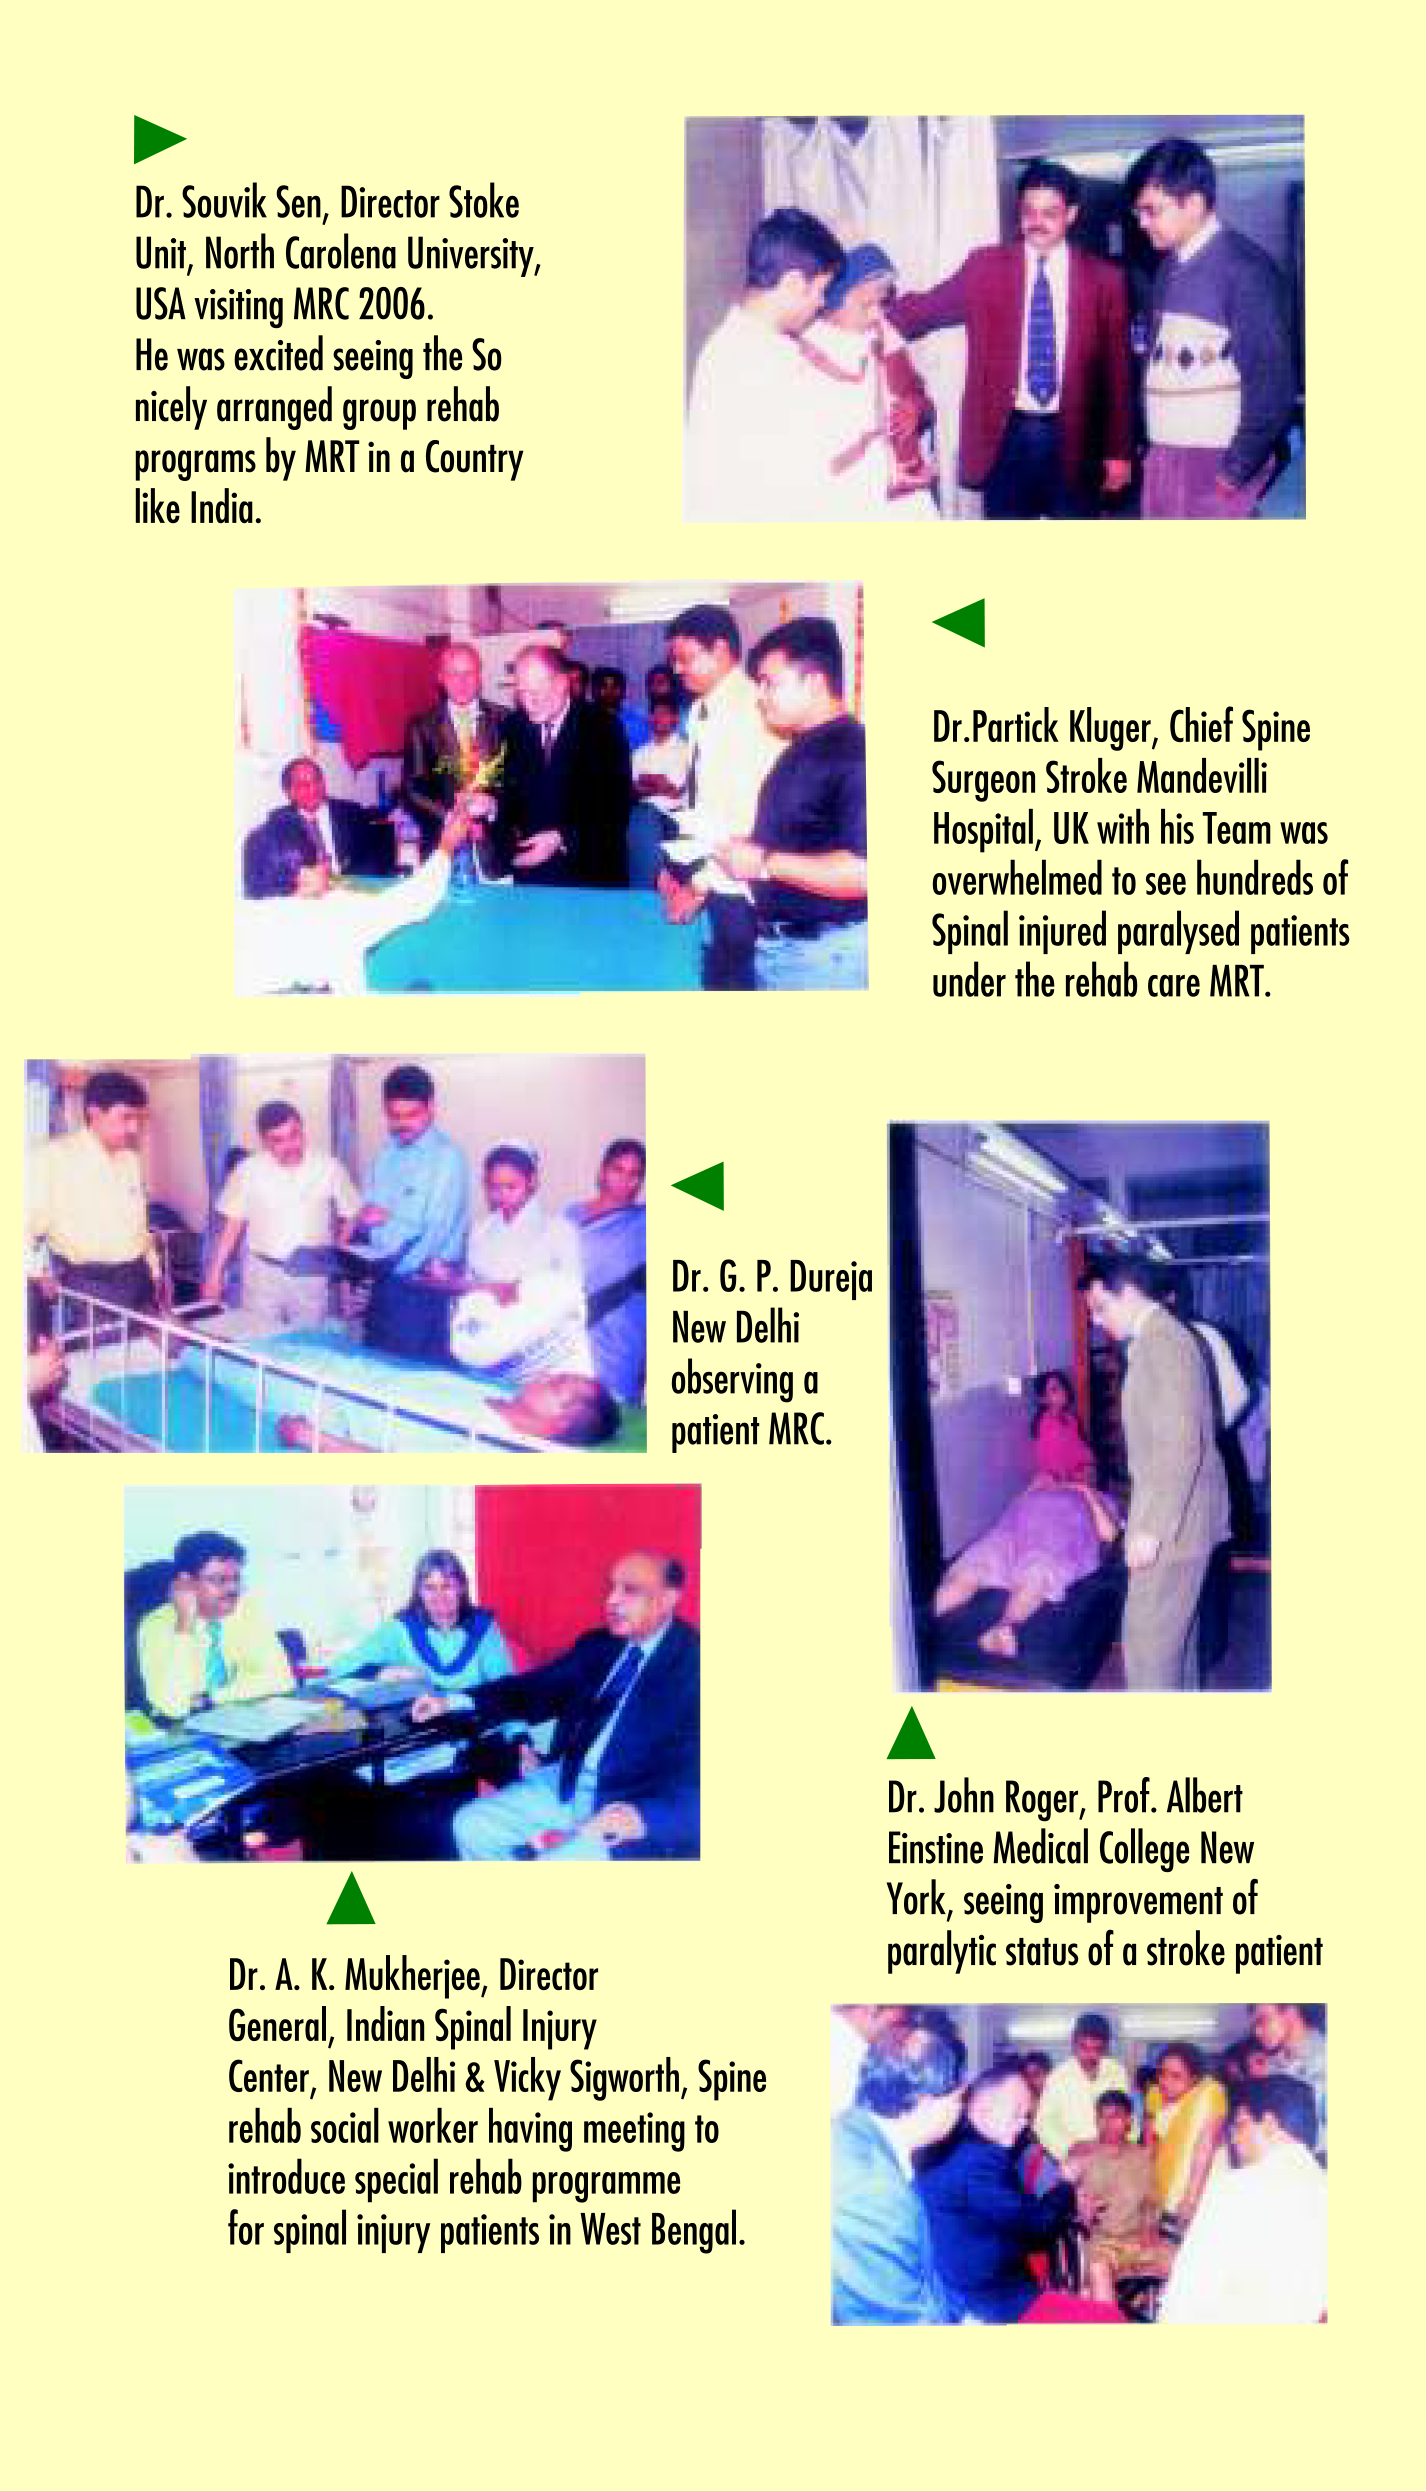 Dr. Souvik Sen, Director Stoke
Unit, North Carolena University,
USA visiting MRC 2006.
He was excited seeing the So
nicely arranged group rehab
programs by MRT in a Country
like India.
Dr.Partick Kluger, Chief Spine
Surgeon Stroke Mandevilli
Hospital, UK with his Team was
overwhelmed to see hundreds of
Spinal injured paralysed patients
under the rehab care MRT.
Dr. G. P. Dureja
New Delhi
observing a
patient MRC.
Dr. John Roger, Prof. Albert
Einstine Medical College New
York, seeing improvement of
paralytic status of a stroke patient
Dr. A. K. Mukherjee, Director
General, Indian Spinal Injury
Center, New Delhi & Vicky Sigworth, Spine
rehab social worker having meeting to
introduce special rehab programme
for spinal injury patients in West Bengal.